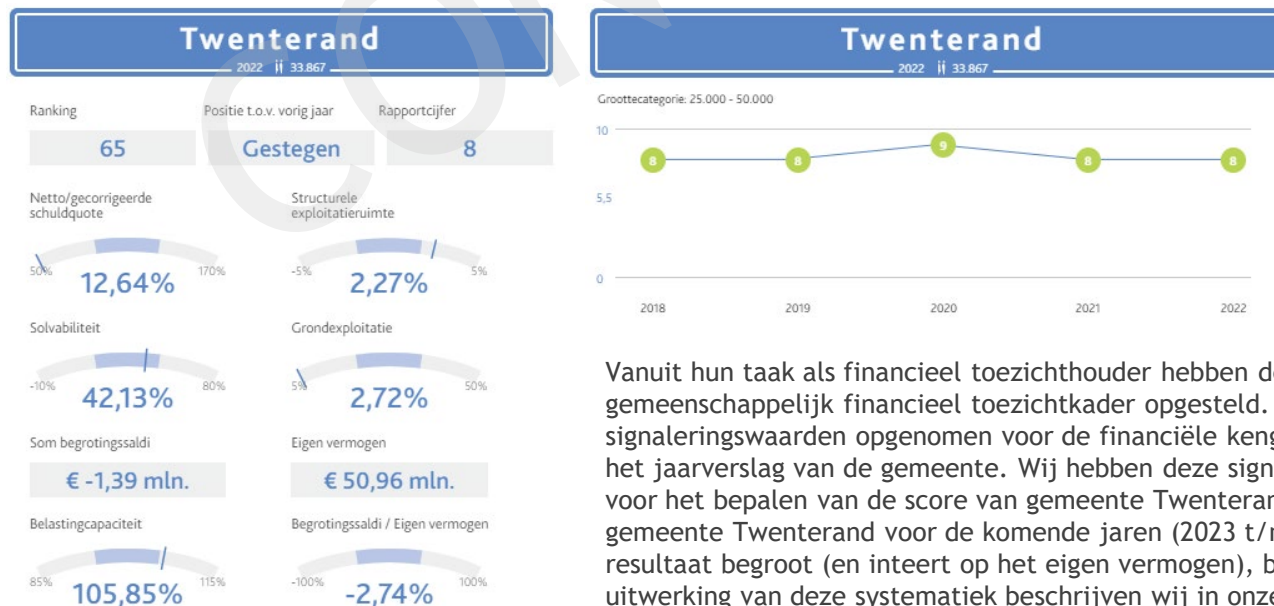 Twenterand
2022 33.867
Ranking Positie t.o.v. vorig jaar Rapportcijfer
65 Gestegen 8
Netto/gecorrigeerde schuldquote
50% 170%
12,64%
Structurele exploitatieruimte
-5% 5%
2,27%
Solvabiliteit
-10% 80%
42,13%
Grondexploitatie
5% 50%
2,72%
Som begrotingssaldi
€ -1,39 mln.
Eigen vermogen
€ 50,96 mln.
Belastingcapaciteit
85% 115%
105,85%
Begrotingssaldi / Eigen vermogen
-100% 100%
-2,74%
Twenterand
2022 33.867
Groottecategorie: 25.000 - 50.000
10
8 8 9 8 8
5,5
0
2018 2019 2020 2021 2022
Vanuit hun taak als financieel toezichthouder hebben d
gemeenschappelijk financieel toezichtkader opgesteld.
signaleringswaarden opgenomen voor de financiële keng
het jaarverslag van de gemeente. Wij hebben deze sign
voor het bepalen van de score van gemeente Twenteran
gemeente Twenterand voor de komende jaren (2023 t/
resultaat begroot (en inteert op het eigen vermogen), b
uitwerking van deze systematiek beschrijven wij in onze